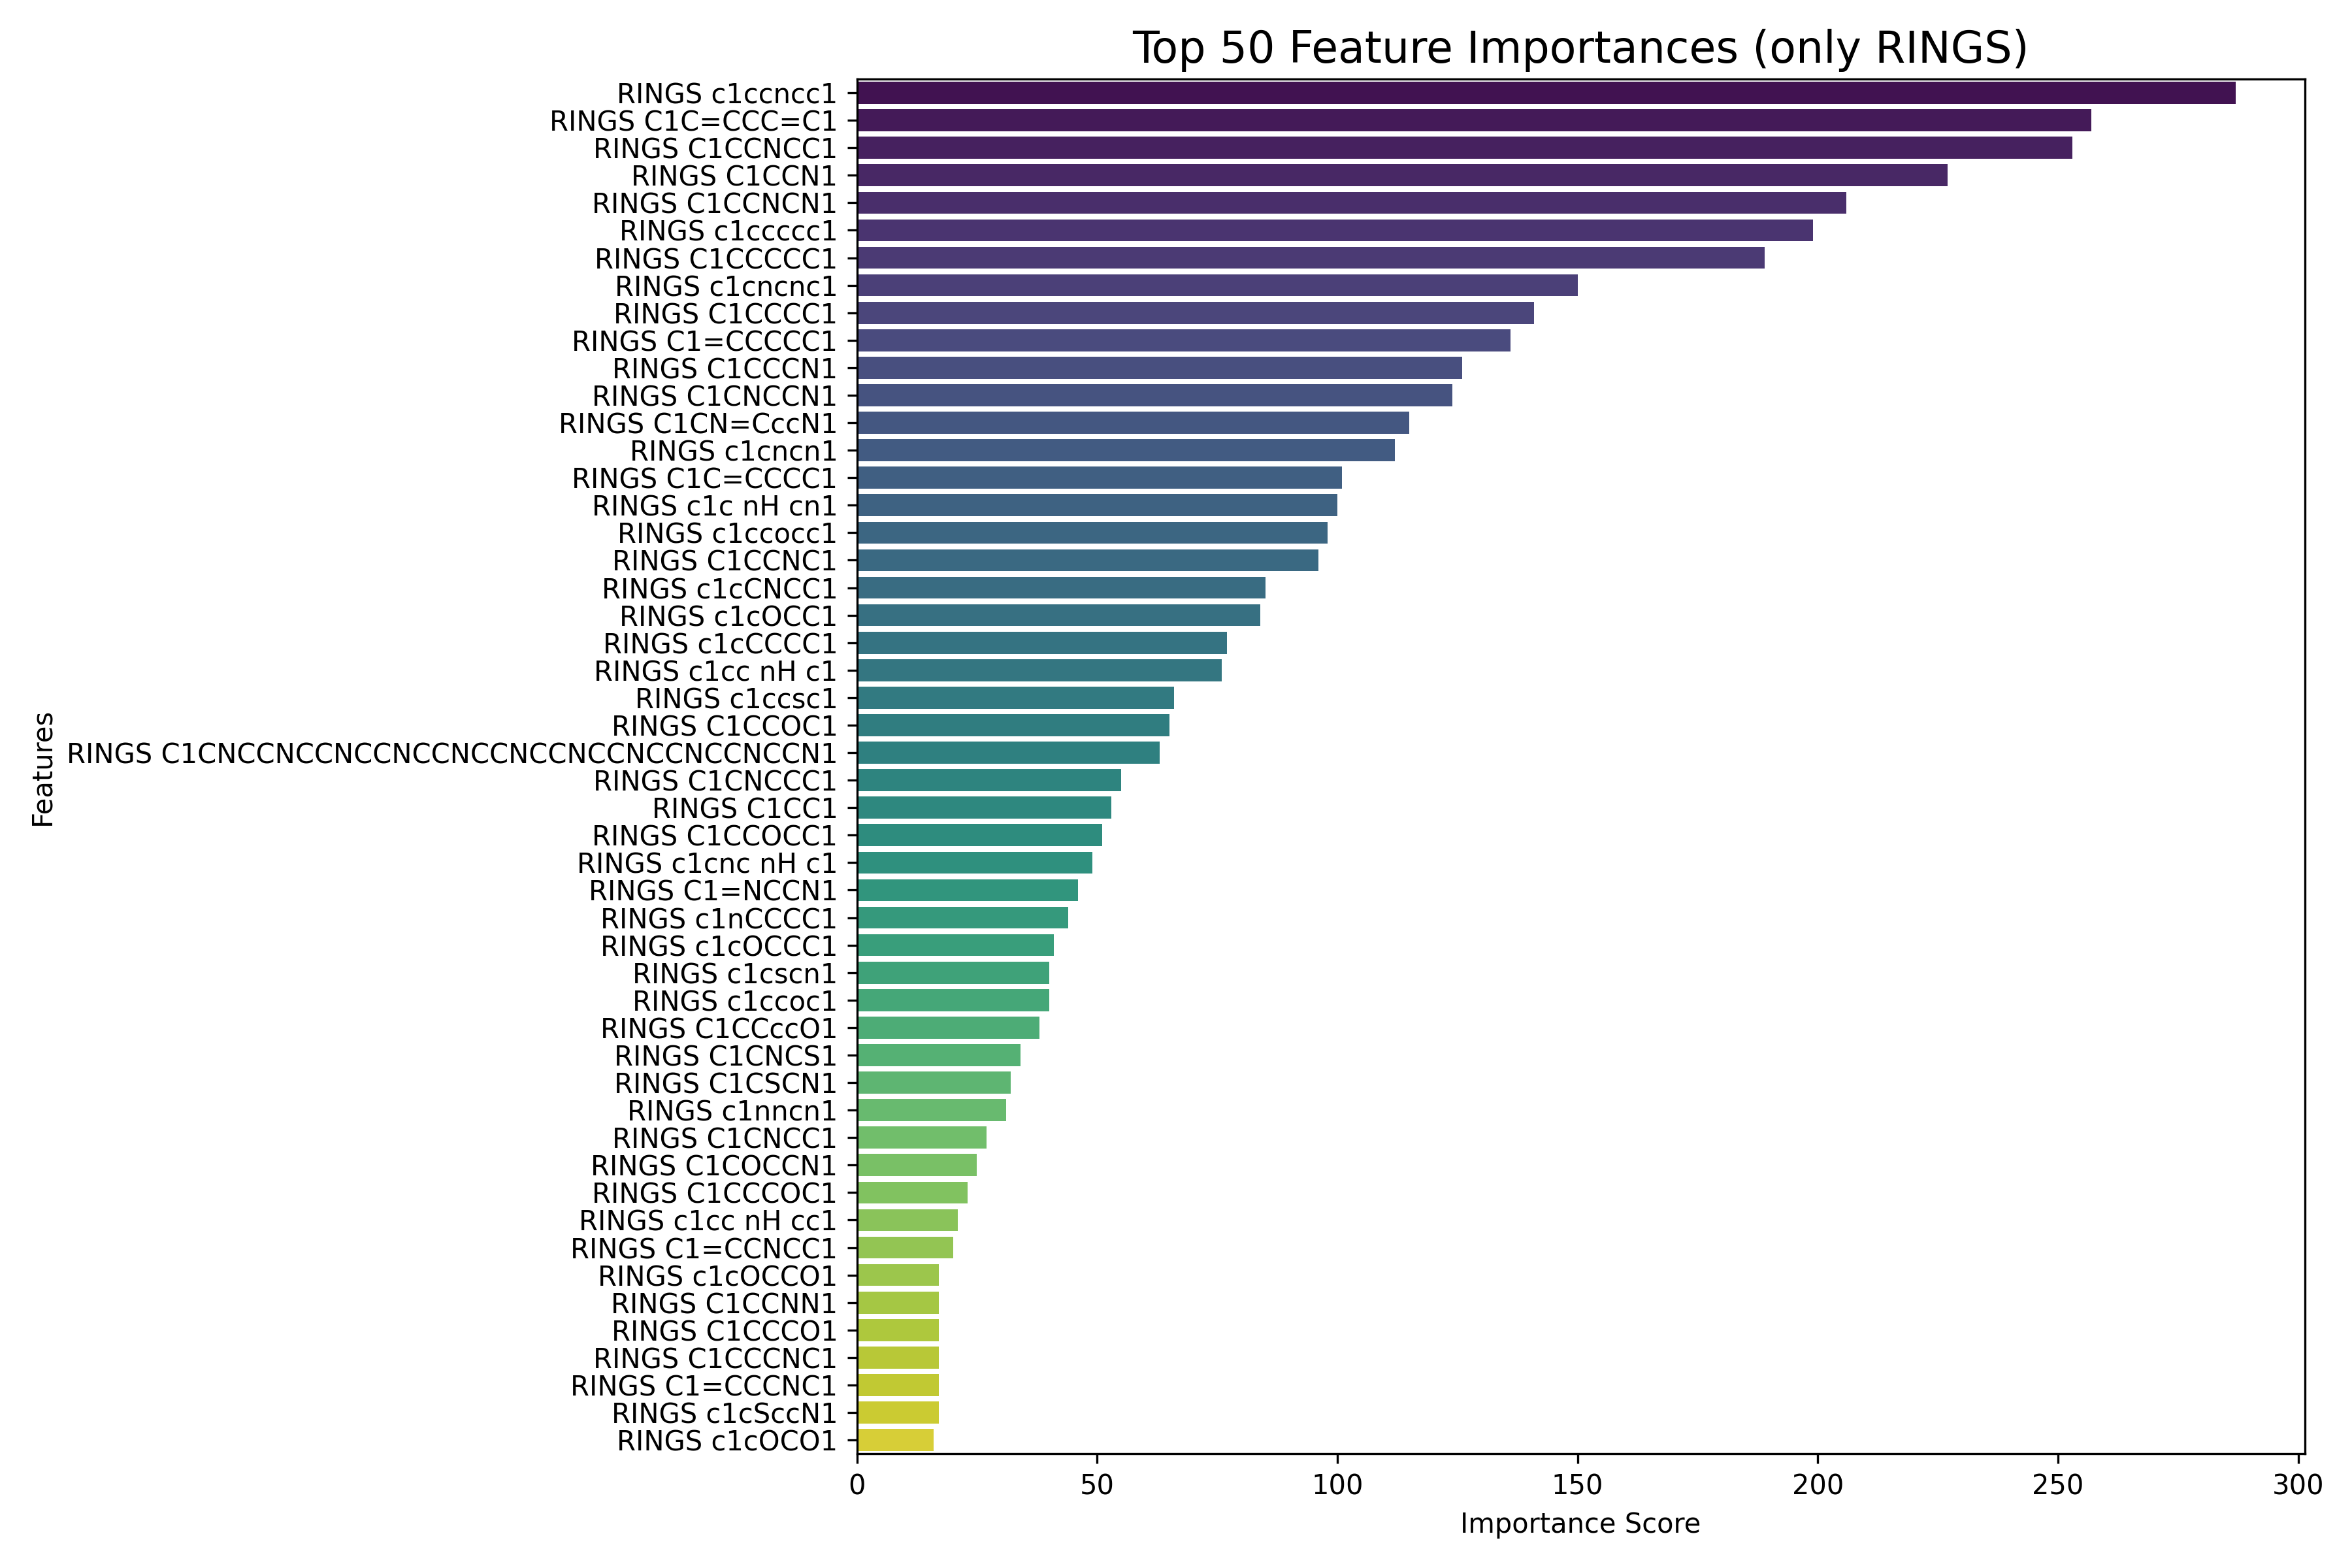 Top 50 Feature Importances (only RINGS)
RINGS c1ccncc1
RINGS C1C=CCC=C1
RINGS C1CCNCC1
RINGS C1CCN1
RINGS C1CCNCN1
RINGS c1ccccc1
RINGS C1CCCCC1
RINGS c1cncnc1
RINGS C1CCCC1
RINGS C1=CCCCC1
RINGS C1CCCN1
RINGS C1CNCCN1
RINGS C1CN=CccN1
RINGS c1cncn1
RINGS C1C=CCCC1
RINGS c1c nH cn1
RINGS c1ccocc1
RINGS C1CCNC1
RINGS c1cCNCC1
RINGS c1cOCC1
RINGS c1cCCCC1
RINGS c1cc nH c1
RINGS c1ccsc1
RINGS C1CCOC1
RINGS C1CNCCNCCNCCNCCNCCNCCNCCNCCNCCNCCN1
RINGS C1CNCCC1
RINGS C1CC1
RINGS C1CCOCC1
RINGS c1cnc nH c1
RINGS C1=NCCN1
RINGS c1nCCCC1
RINGS c1cOCCC1
RINGS c1cscn1
RINGS c1ccoc1
RINGS C1CCccO1
RINGS C1CNCS1
RINGS C1CSCN1
RINGS c1nncn1
RINGS C1CNCC1
RINGS C1COCCN1
RINGS C1CCCOC1
RINGS c1cc nH cc1
RINGS C1=CCNCC1
RINGS c1cOCCO1
RINGS C1CCNN1
RINGS C1CCCO1
RINGS C1CCCNC1
RINGS C1=CCCNC1
RINGS c1cSccN1
RINGS c1cOCO1
Features
0 50 100 150 200 250 300
Importance Score